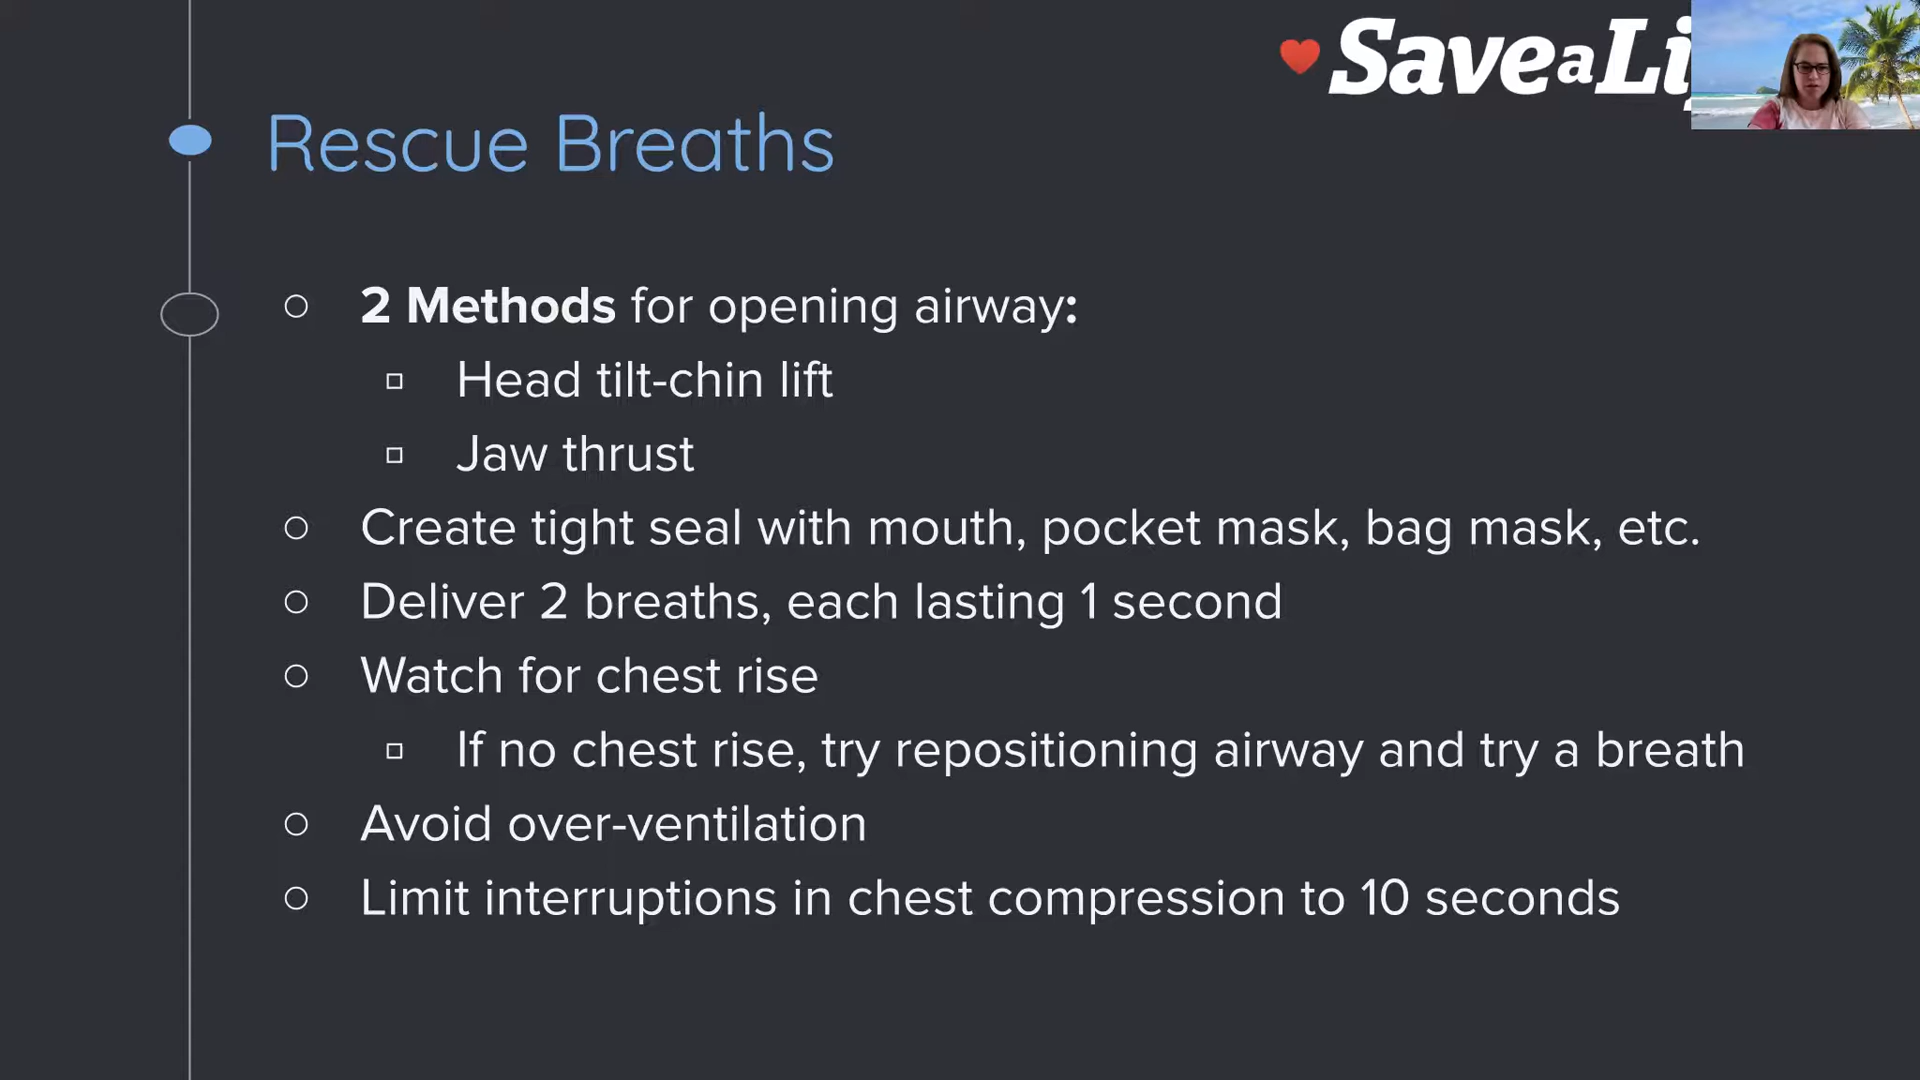 Save a Li
Rescue Breaths
2 Methods for opening airway:
Head tilt-chin lift
Jaw thrust
Create tight seal with mouth, pocket mask, bag mask, etc.
Deliver 2 breaths, each lasting 1 second
Watch for chest rise
If no chest rise, try repositioning airway and try a breath
Avoid over-ventilation
Limit interruptions in chest compression to 10 seconds